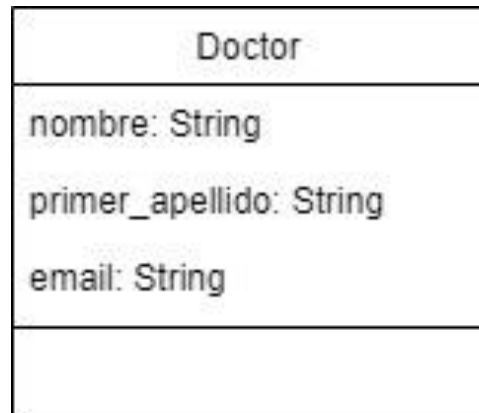 Doctor
nombre: String
primer_apellido: String
email: String